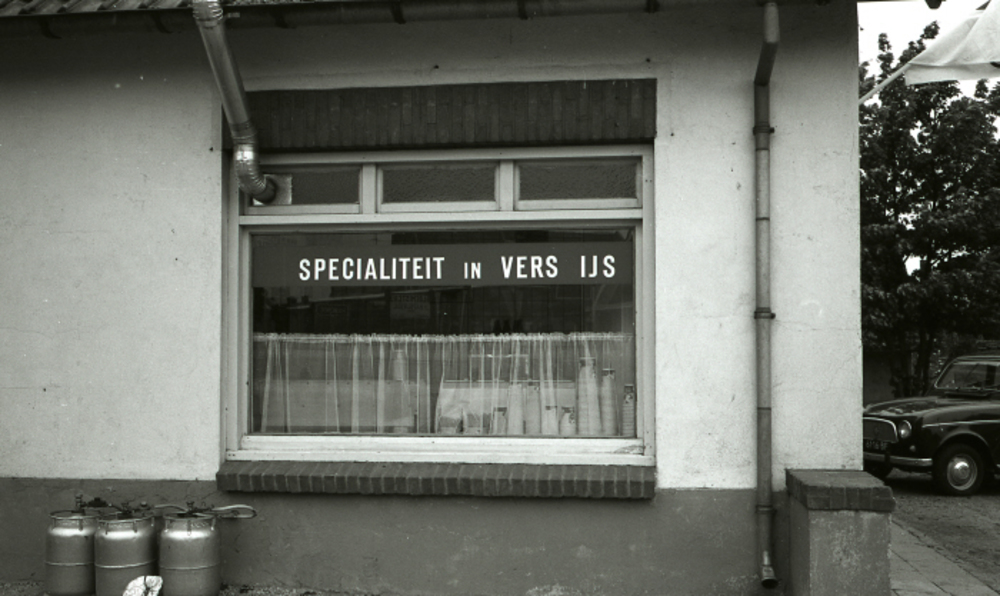 SPECIALITEIT IN VERS IJS